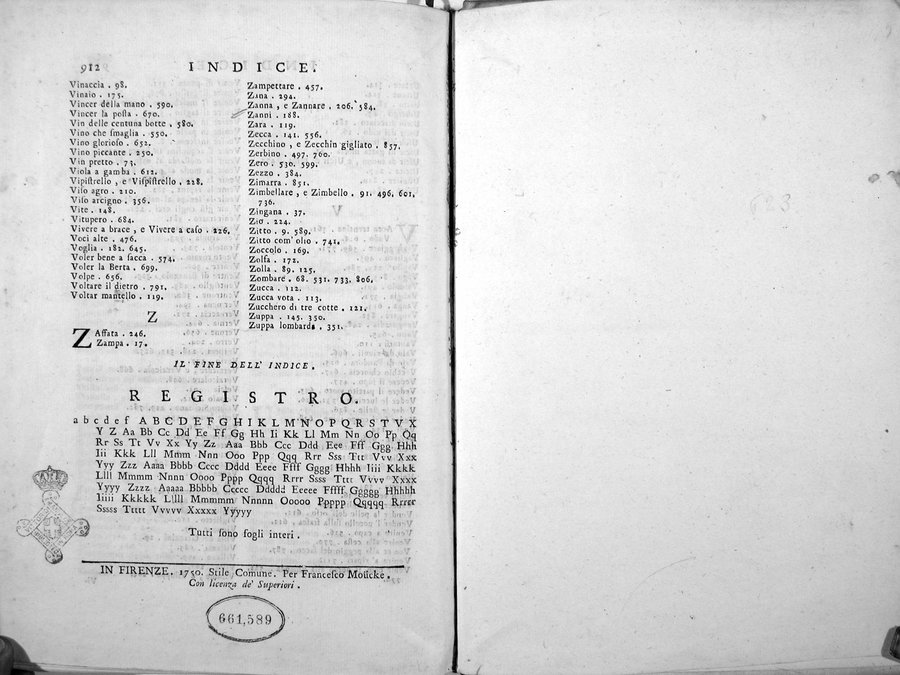 912 INDICE.
Vinaccia . 98.
Vinaio . 175.
Vincer della mano . 590.
Vincer la poſta . 670.
Vin delle centuna botte . 580.
Vino che ſmaglia . 550.
Vino glorioſo . 652.
Vino piccante . 250.
Vin pretto . 73.
Viola a gamba . 612.
Vipiſtrello , e Viſpiſtrello . 228.
Viſo agro . 210.
Viſo arcigno . 356.
Vite . 148.
Vitupero . 684.
Vivere a brace , e Vivere a caſo . 226.
Voci alte . 476.
Voglia . 182. 645.
Voler bene a ſacca . 574.
Voler la Berta . 699.
Volpe . 656.
Voltare il dietro . 791.
Voltar mantello . 119.
Z
ZAffata . 246.
Zampa . 17.
Zampettare . 457.
Zana . 294.
Zanna , e Zannare . 206. 584.
Zanni . 188.
Zara . 119.
Zecca . 141. 556.
Zecchino , e Zecchin gigliato . 857.
Zerbino . 497. 760.
Zero . 530. 599.
Zezzo . 384.
Zimarra . 851.
Zimbellare , e Zimbello . 91. 496. 601.
736.
Zingana . 37.
Zio . 224.
Zitto . 9. 589.
Zitto com' olio . 741.
Zoccolo . 169.
Zolfa . 172.
Zolla . 89. 125.
Zombare . 68. 531. 733. 806.
Zucca . 112.
Zucca vota . 113.
Zucchero di tre cotte . 121.
Zuppa . 145. 350.
Zuppa lombarda . 351.
IL FINE DELL' INDICE.
REGISTRO.
a b c d e f A B C D E F G H I K L M N O P Q R S T V X
Y Z Aa Bb Cc Dd Ee Ff Gg Hh Ii Kk Ll Mm Nn Oo Pp Qq
Rr Ss Tt Vv Xx Yy Zz Aaa Bbb Ccc Ddd Eee Fff Ggg Hhh
Iii Kkk Lll Mmm Nnn Ooo Ppp Qqq Rrr Sss Ttt Vvv Xxx
Yyy Zzz Aaaa Bbbb Cccc Dddd Eeee Ffff Gggg Hhhh Iiii Kkkk
Llll Mmmm Nnnn Oooo Pppp Qqqq Rrrr Ssss Tttt Vvvv Xxxx
Yyyy Zzzz Aaaaa Bbbbb Ccccc Ddddd Eeeee Fffff Ggggg Hhhhh
Iiiii Kkkkk Lllll Mmmmm Nnnnn Ooooo Ppppp Qqqqq Rrrrr
Sssss Ttttt Vvvvv Xxxxx Yyyyy
Tutti ſono fogli interi .
IN FIRENZE. 1750. Stile Comune. Per Franceſco Moücke.
Con licenza de' Superiori .
661,589
623